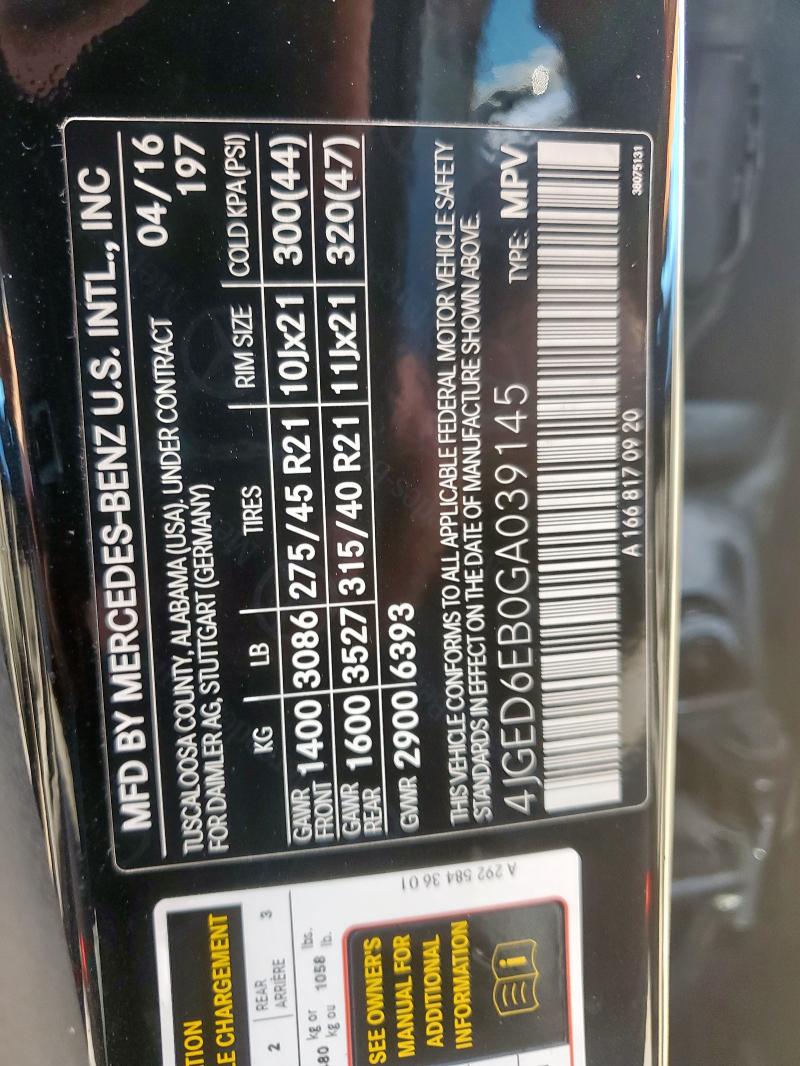 MFD BY MERCEDES-BENZ U.S. INTL., INC
TUSCALOOSA COUNTY, ALABAMA (USA), UNDER CONTRACT 04/16
FOR DAIMLER AG, STUTTGART (GERMANY) 197
KG LB TIRES RIM SIZE COLD KPA(PSI)
GAWR FRONT 1400 3086 275/45 R21 10Jx21 300(44)
GAWR REAR 1600 3527 315/40 R21 11Jx21 320(47)
GVWR 2900 6393
THIS VEHICLE CONFORMS TO ALL APPLICABLE FEDERAL MOTOR VEHICLE SAFETY
STANDARDS IN EFFECT ON THE DATE OF MANUFACTURE SHOWN ABOVE.
4JGED6EB0GA039145 TYPE: MPV
A 166 817 09 20 38075131
TION
LE CHARGEMENT
2 REAR 3
ARRIÈRE
kg or lbs.
80 kg ou 1058 lb.
SEE OWNER'S
MANUAL FOR
ADDITIONAL
INFORMATION
A 292 584 36 01